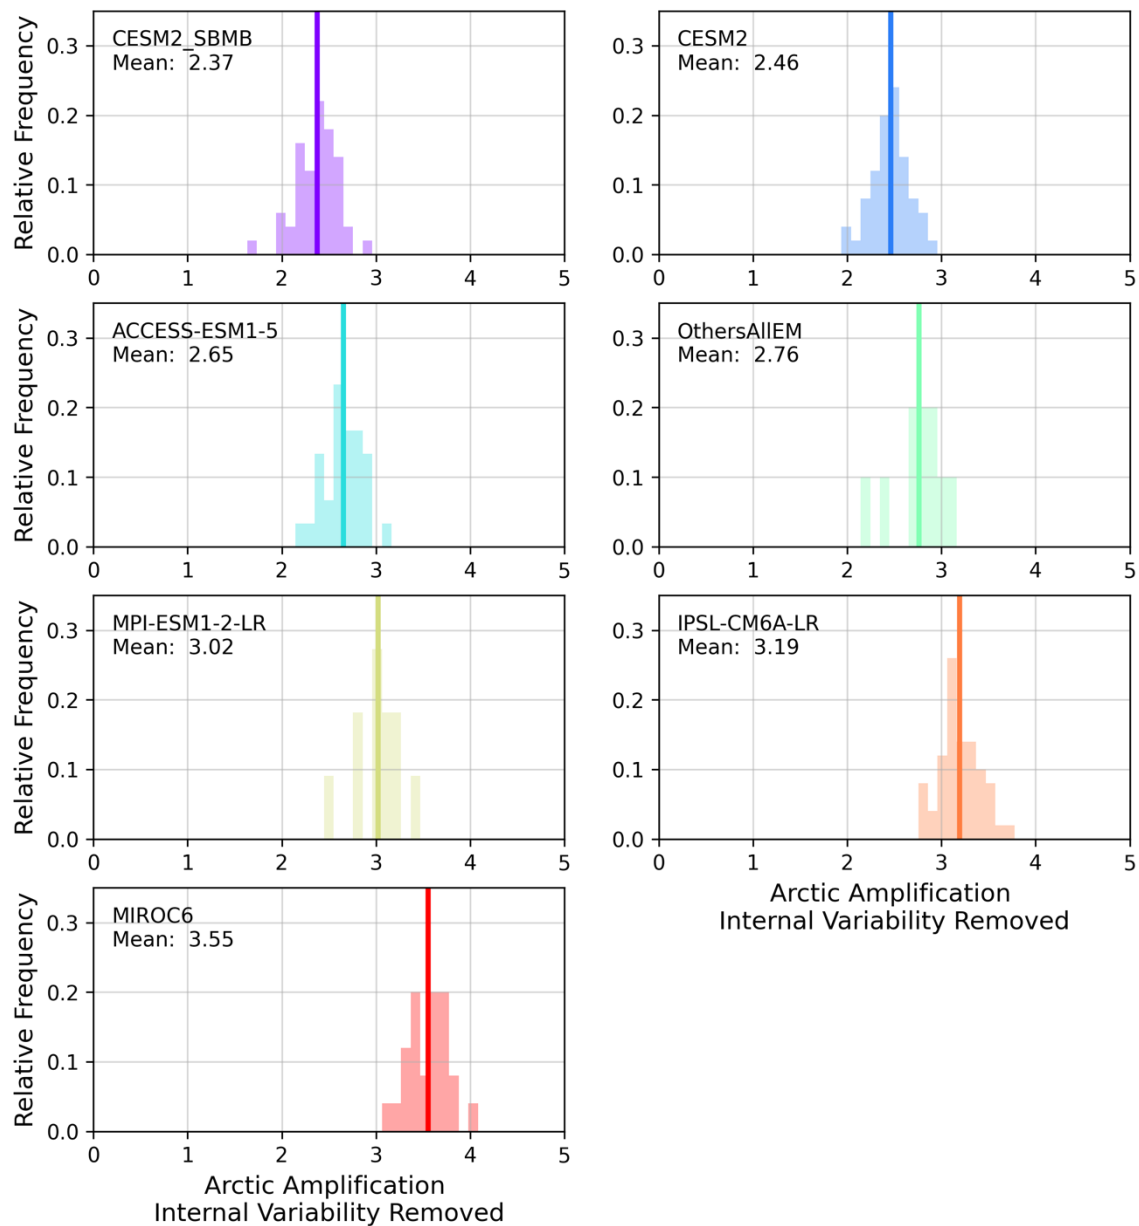 CESM2_SBMB
Mean: 2.37
Relative Frequency
0.3
0.2
0.1
0.0
0 1 2 3 4 5
CESM2
Mean: 2.46
0.3
0.2
0.1
0.0
0 1 2 3 4 5
ACCESS-ESM1-5
Mean: 2.65
Relative Frequency
0.3
0.2
0.1
0.0
0 1 2 3 4 5
OthersAllEM
Mean: 2.76
0.3
0.2
0.1
0.0
0 1 2 3 4 5
MPI-ESM1-2-LR
Mean: 3.02
Relative Frequency
0.3
0.2
0.1
0.0
0 1 2 3 4 5
IPSL-CM6A-LR
Mean: 3.19
0.3
0.2
0.1
0.0
0 1 2 3 4 5
Arctic Amplification
Internal Variability Removed
MIROC6
Mean: 3.55
Relative Frequency
0.3
0.2
0.1
0.0
0 1 2 3 4 5
Arctic Amplification
Internal Variability Removed